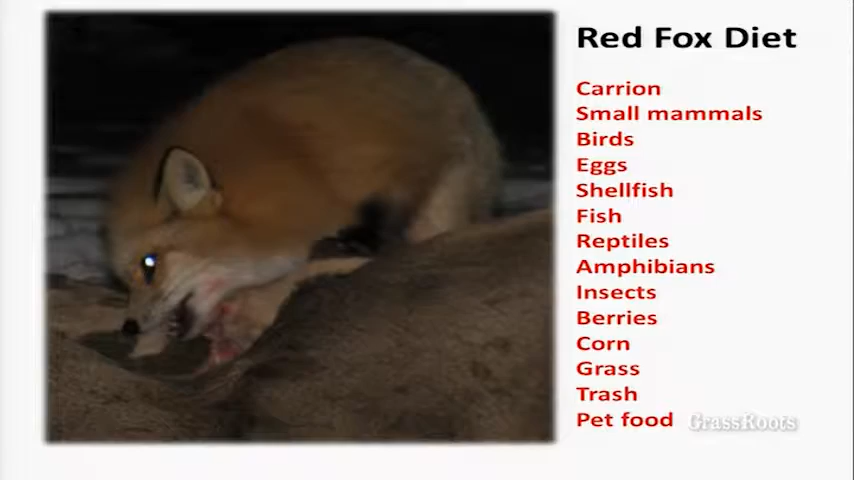 Red Fox Diet
Carrion
Small mammals
Birds
Eggs
Shellfish
Fish
Reptiles
Amphibians
Insects
Berries
Corn
Grass
Trash
Pet food
GrassRoots